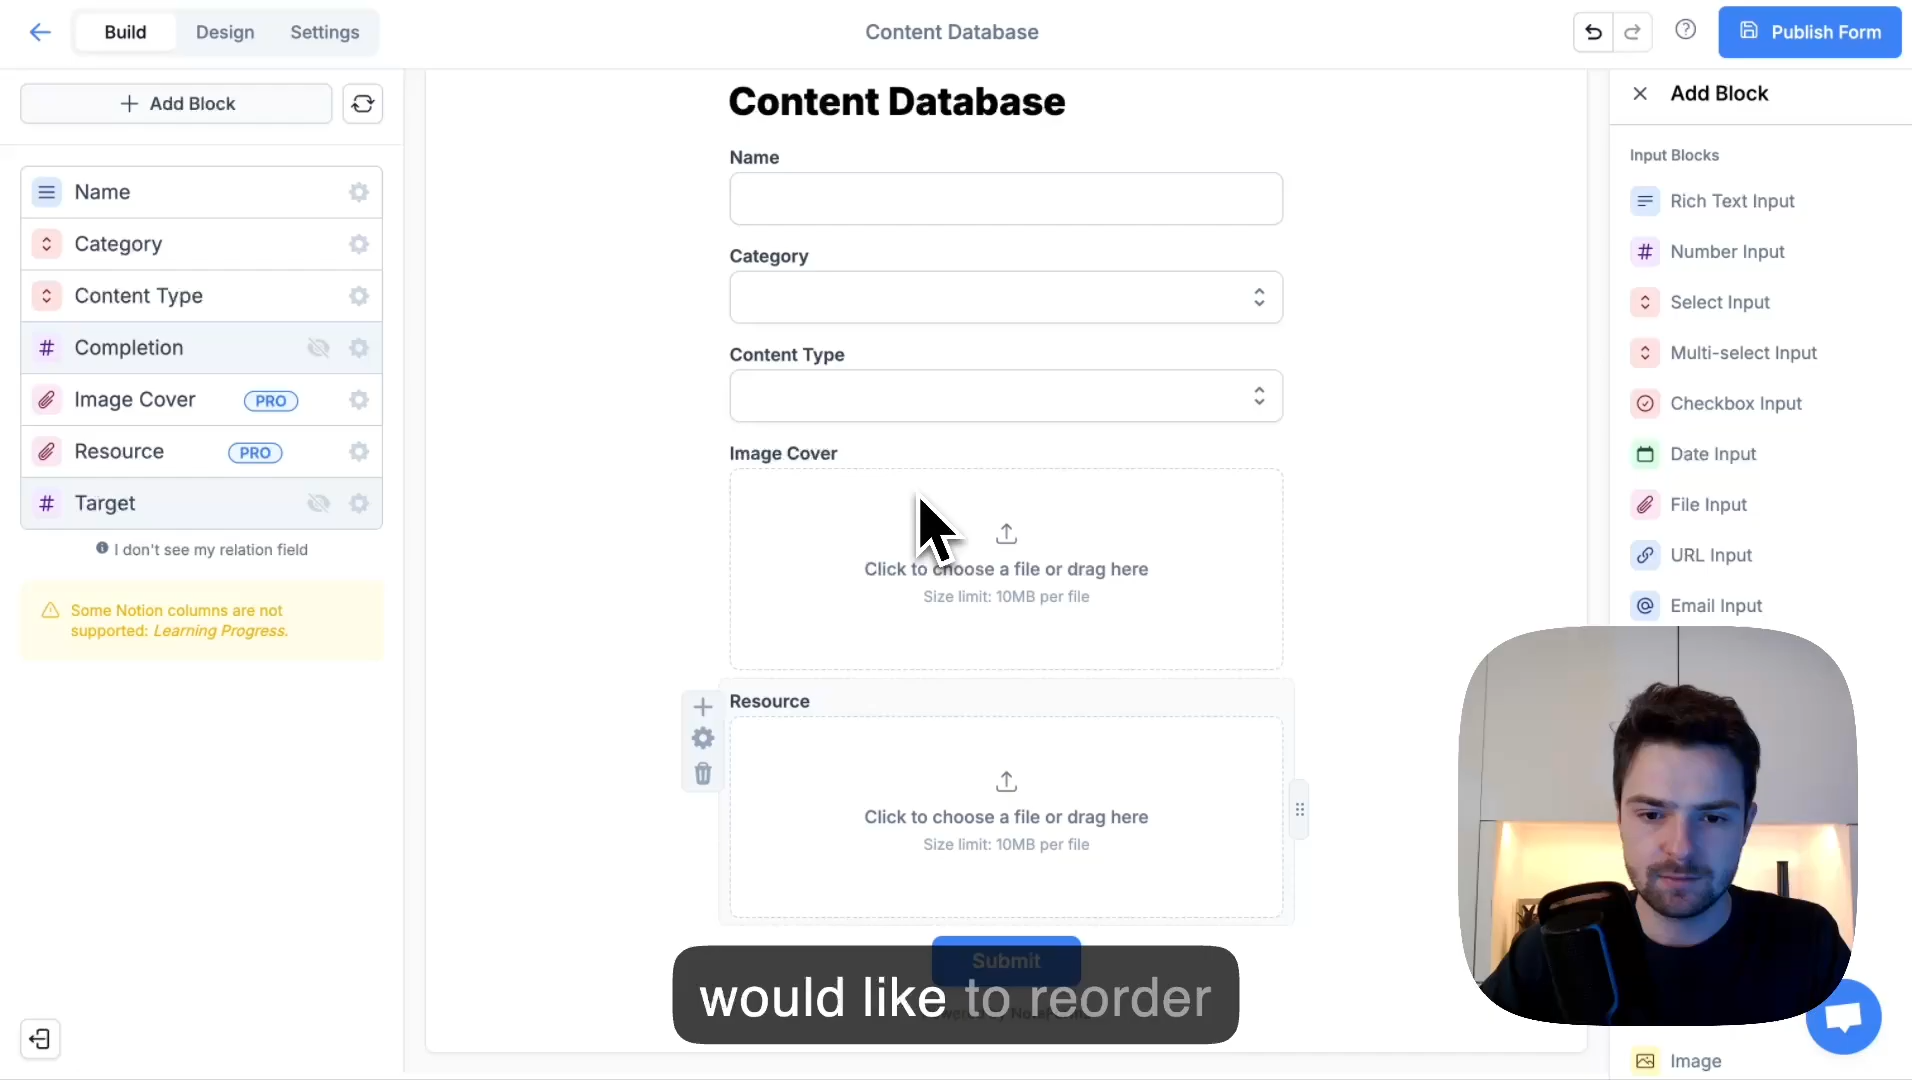 Build
Design
Settings
Content Database
Publish Form
Add Block
Name
Category
Content Type
Completion
Image Cover
PRO
Resource
PRO
Target
I don't see my relation field
Some Notion columns are not
supported: Learning Progress.
Content Database
Name
Category
Content Type
Image Cover
Click to choose a file or drag here
Size limit: 10MB per file
Resource
Click to choose a file or drag here
Size limit: 10MB per file
Submit
would like to reorder
Add Block
Input Blocks
Rich Text Input
Number Input
Select Input
Multi-select Input
Checkbox Input
Date Input
File Input
URL Input
Email Input
Image